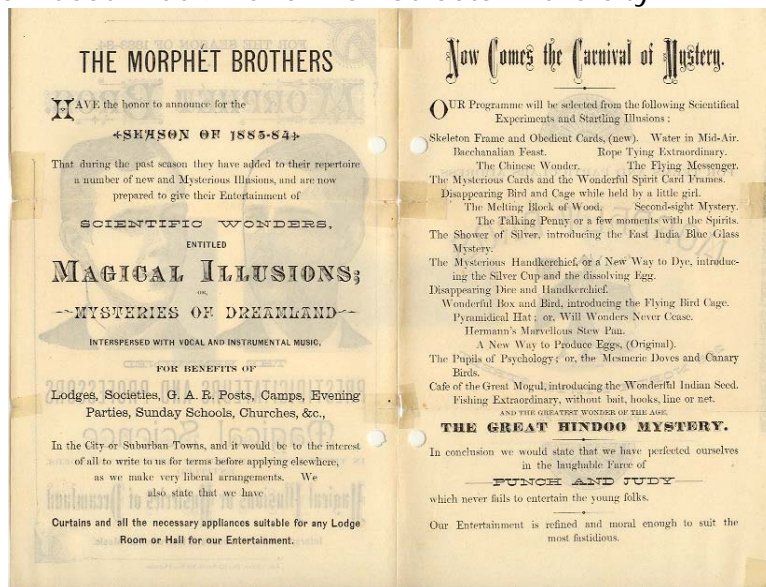 THE MORPHÉT BROTHERS
HAVE the honor to announce for the
SEASON OF 1883-84
That during the past season they have added to their repertoire
a number of new and Mysterious Illusions, and are now
prepared to give their Entertainment of
SCIENTIFIC WONDERS,
ENTITLED
MAGICAL ILLUSIONS;
OR,
MYSTERIES OF DREAMLAND
INTERSPERSED WITH VOCAL AND INSTRUMENTAL MUSIC,
FOR BENEFITS OF
Lodges, Societies, G. A. R. Posts, Camps, Evening
Parties, Sunday Schools, Churches, &c.,
In the City or Suburban Towns, and it would be to the interest
of all to write to us for terms before applying elsewhere,
as we make very liberal arrangements. We
also state that we have
Curtains and all the necessary appliances suitable for any Lodge
Room or Hall for our Entertainment.
Now Comes the Carnival of Mystery.
OUR Programme will be selected from the following Scientifical
Experiments and Startling Illusions:
Skeleton Frame and Obedient Cards, (new). Water in Mid-Air.
Bacchanalian Feast. Rope Tying Extraordinary.
The Chinese Wonder. The Flying Messenger.
The Mysterious Cards and the Wonderful Spirit Card Frames.
Disappearing Bird and Cage while held by a little girl.
The Melting Block of Wood, Second-sight Mystery.
The Talking Penny or a few moments with the Spirits.
The Shower of Silver, introducing the East India Blue Glass
Mystery.
The Mysterious Handkerchief, or a New Way to Dye, introduc-
ing the Silver Cup and the dissolving Egg.
Disappearing Dice and Handkerchief.
Wonderful Box and Bird, introducing the Flying Bird Cage.
Pyramidical Hat; or, Will Wonders Never Cease.
Hermann's Marvellous Stew Pan.
A New Way to Produce Eggs, (Original).
The Pupils of Psychology; or, the Mesmeric Doves and Canary
Birds.
Cafe of the Great Mogul, introducing the Wonderful Indian Seed.
Fishing Extraordinary, without bait, hooks, line or net.
AND THE GREATEST WONDER OF THE AGE,
THE GREAT HINDOO MYSTERY.
In conclusion we would state that we have perfected ourselves
in the laughable Farce of
PUNCH AND JUDY
which never fails to entertain the young folks.
Our Entertainment is refined and moral enough to suit the
most fastidious.